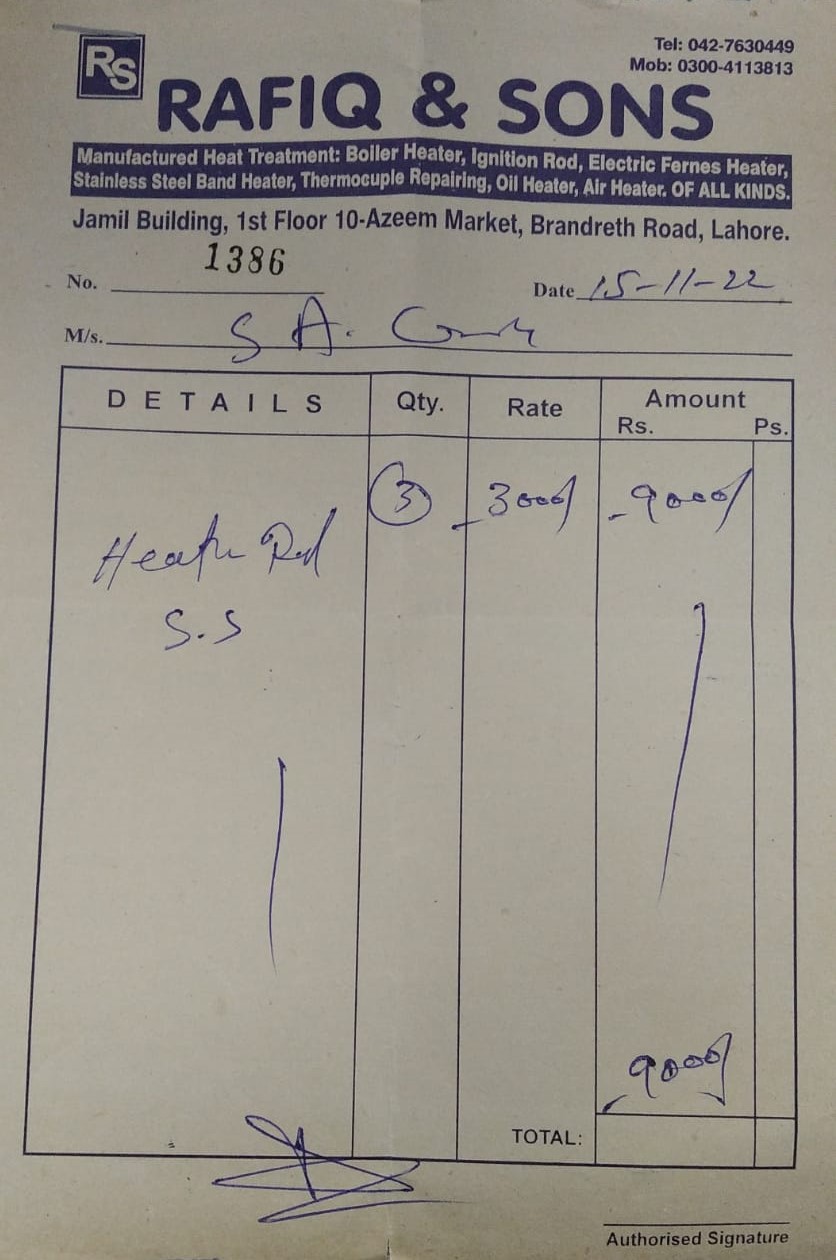 RS
Tel: 042-7630449
Mob: 0300-4113813
RAFIQ & SONS
Manufactured Heat Treatment: Boiler Heater, Ignition Rod, Electric Fernes Heater,
Stainless Steel Band Heater, Thermocuple Repairing, Oil Heater, Air Heater. OF ALL KINDS.
Jamil Building, 1st Floor 10-Azeem Market, Brandreth Road, Lahore.
No. 1386 Date 15-11-22
M/s. S A.
DETAILS Qty. Rate Amount
Rs. Ps.
3 3000/ 9000/
Heater Rod
S.S
9000/
TOTAL:
Authorised Signature